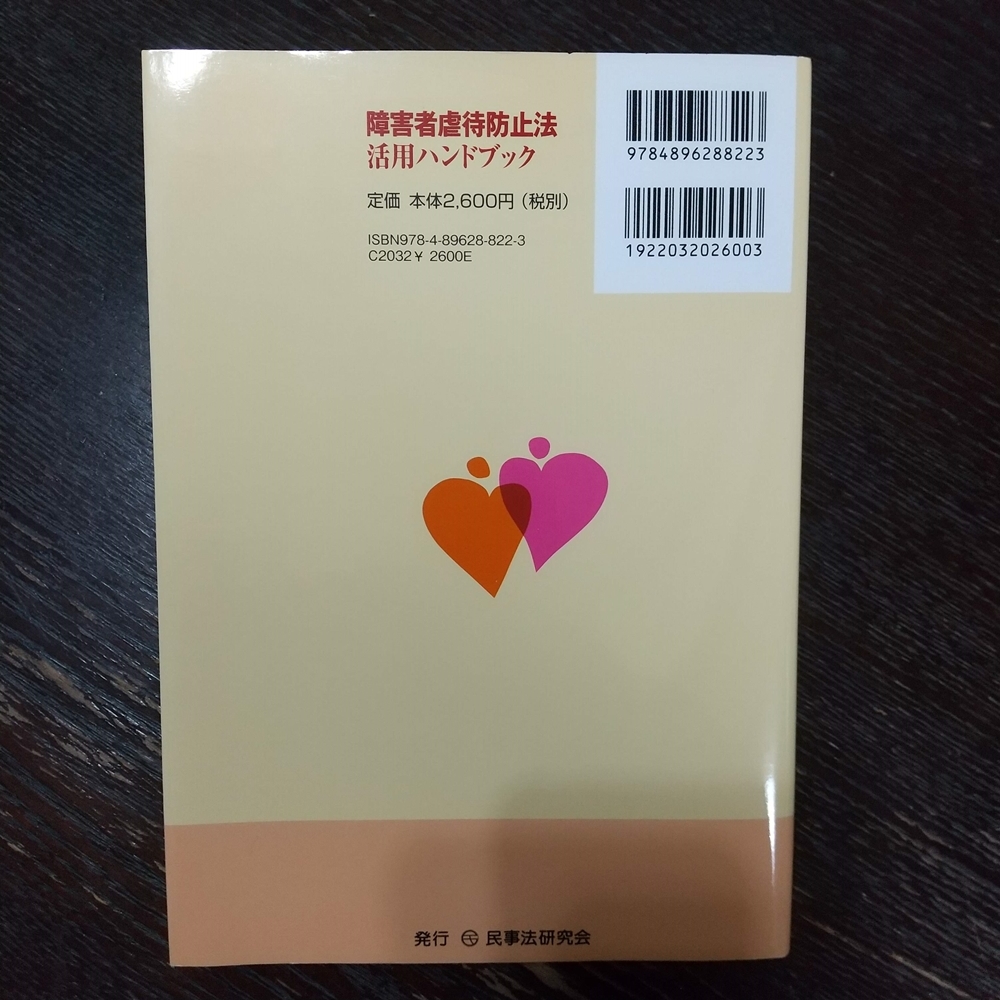 障害者虐待防止法
活用ハンドブック
定価 本体2,600円（税別）
ISBN978-4-89628-822-3
C2032￥ 2600E
9784896288223
1922032026003
発行 民事法研究会